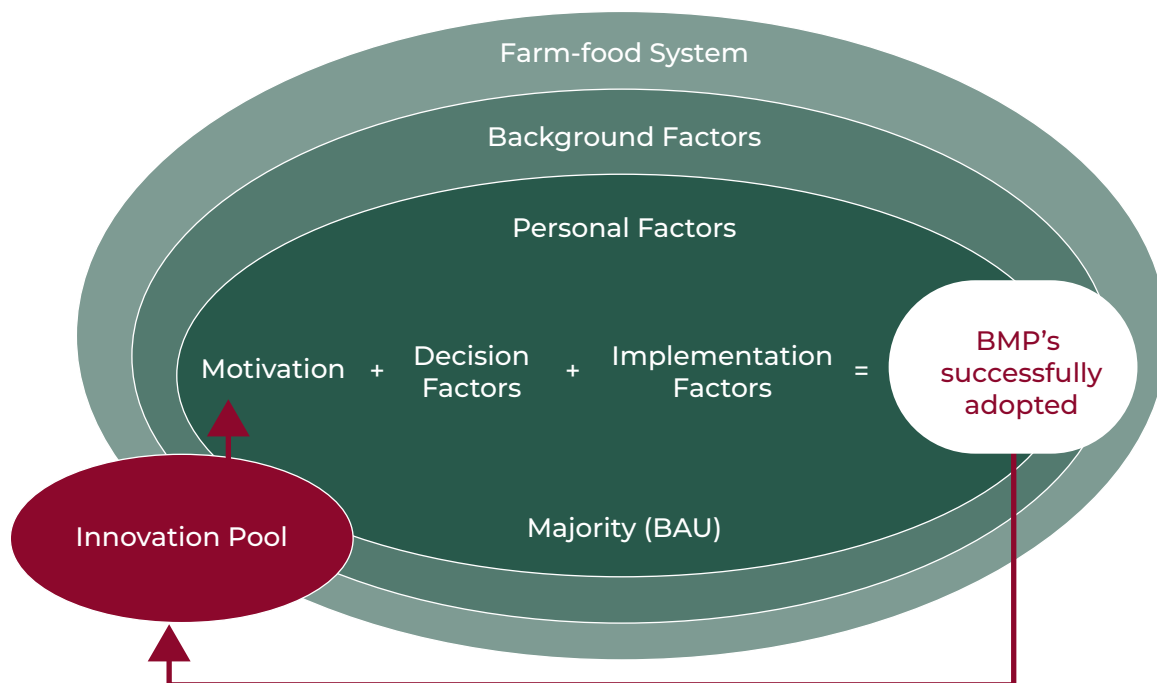 Farm-food System
Background Factors
Personal Factors
Motivation + Decision Factors + Implementation Factors =
BMP's
successfully
adopted
Innovation Pool
Majority (BAU)